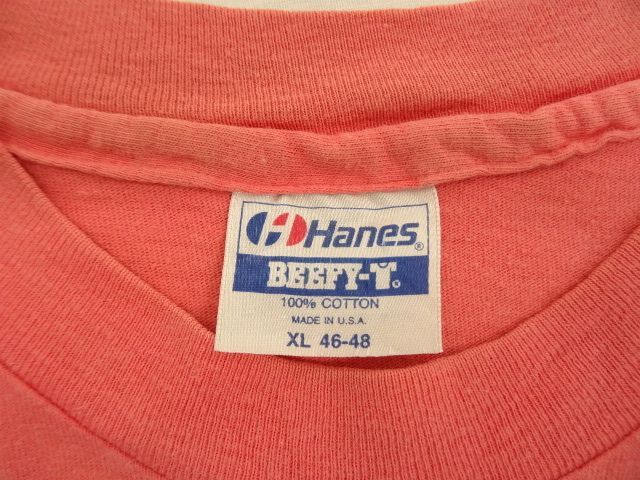 Hanes®
BEEFY-T®
100% COTTON
MADE IN U.S.A.
XL 46-48